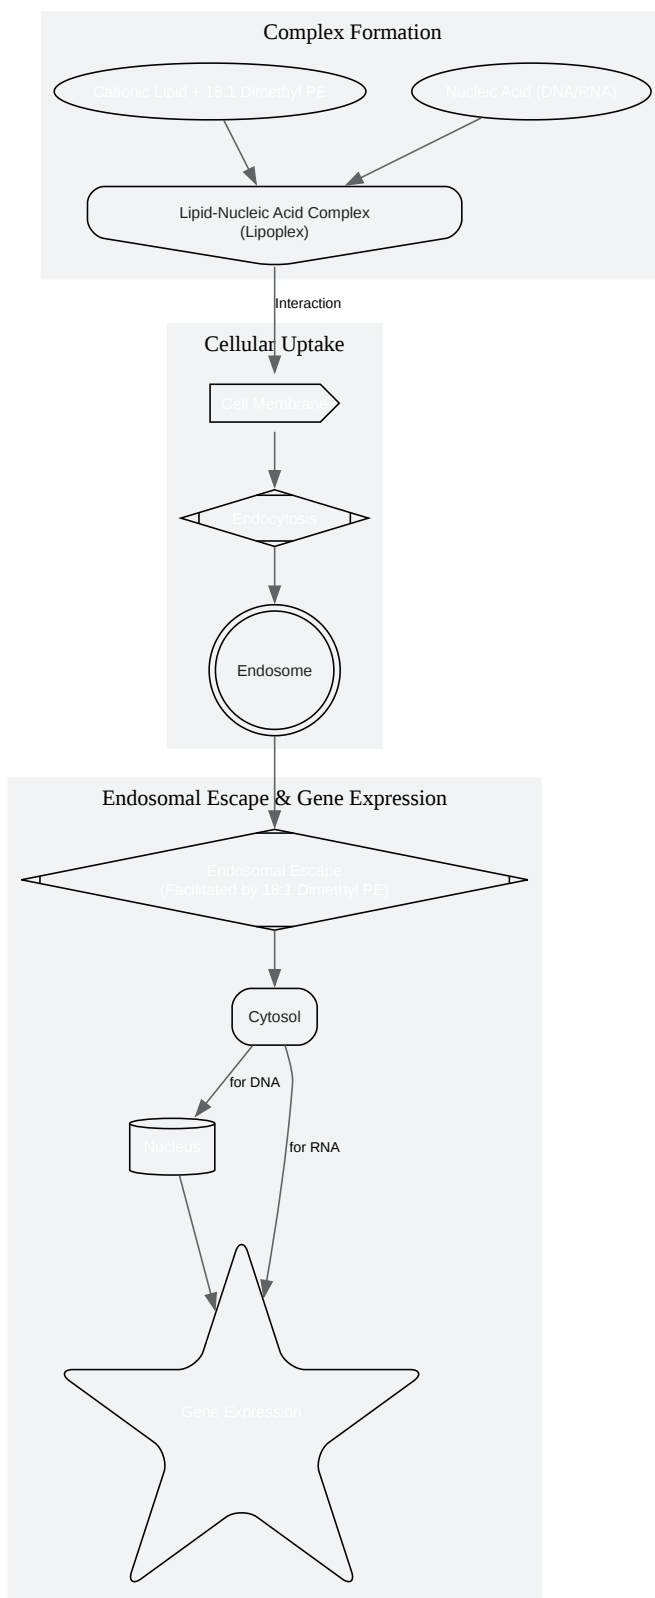 Complex Formation
Cationic Lipid + 18:1 Dimethyl PE
Nucleic Acid (DNA/RNA)
Lipid-Nucleic Acid Complex
(Lipoplex)
Interaction
Cellular Uptake
Cell Membrane
Endocytosis
Endosome
Endosomal Escape & Gene Expression
Endosomal Escape
(Facilitated by 18:1 Dimethyl PE)
Cytosol
for DNA
Nucleus
for RNA
Gene Expression